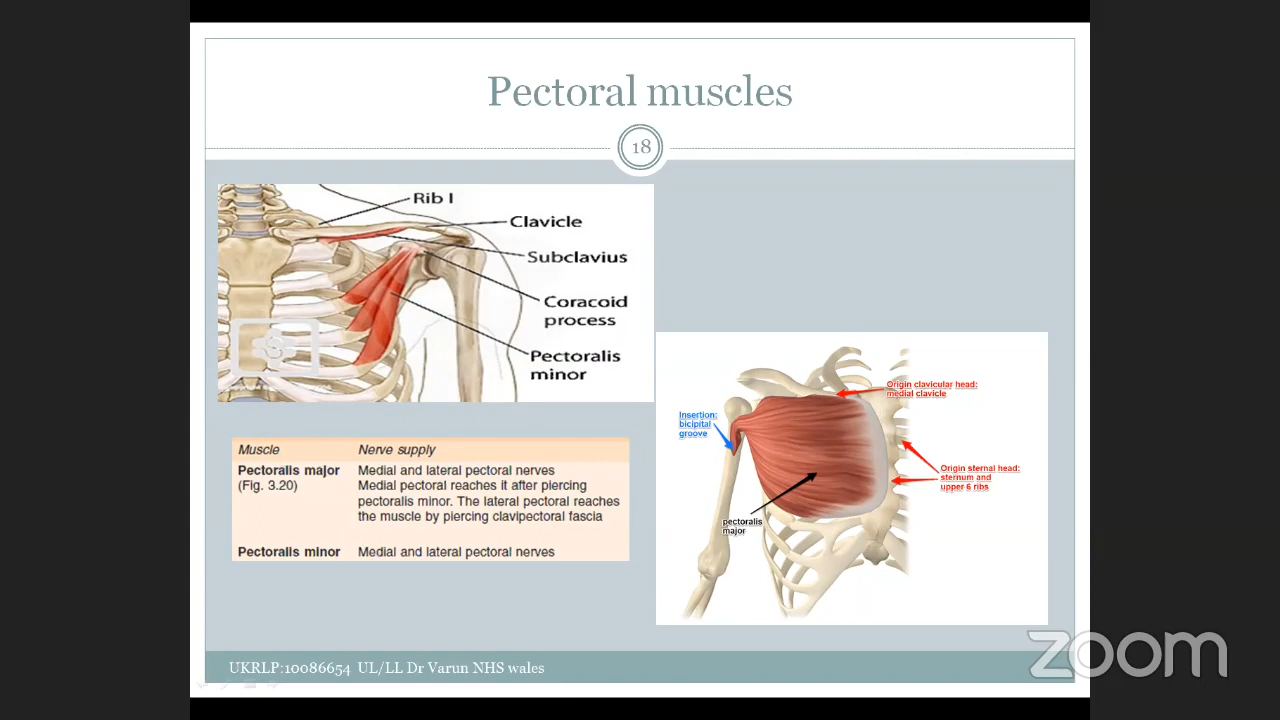 Pectoral muscles
18
Rib I
Clavicle
Subclavius
Coracoid
process
Pectoralis
minor
Muscle Nerve supply
Pectoralis major Medial and lateral pectoral nerves
(Fig. 3.20) Medial pectoral reaches it after piercing
pectoralis minor. The lateral pectoral reaches
the muscle by piercing clavipectoral fascia
Pectoralis minor Medial and lateral pectoral nerves
Origin clavicular head:
medial clavicle
Insertion:
bicipital
groove
Origin sternal head:
sternum and
upper 6 ribs
pectoralis
major
UKRLP:10086654 UL/LL Dr Varun NHS wales
zoom